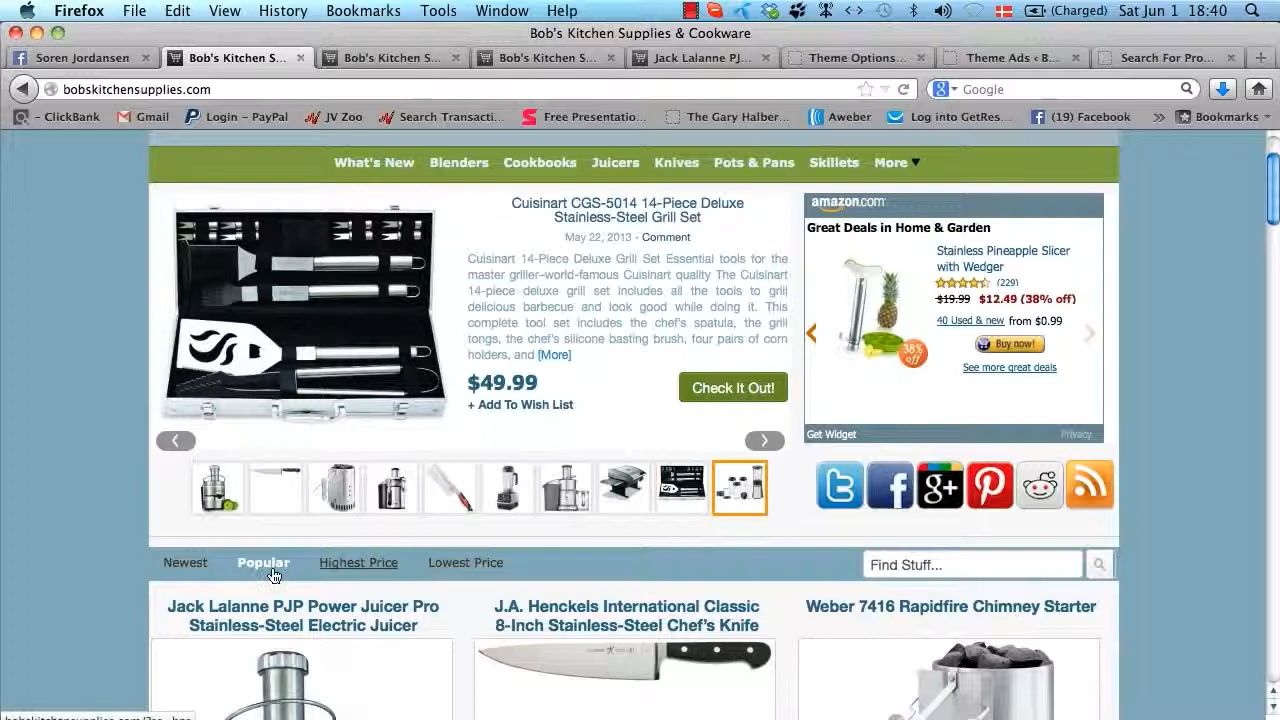 Firefox File Edit View History Bookmarks Tools Window Help (Charged) Sat Jun 1 18:40
Bob's Kitchen Supplies & Cookware
Soren Jordansen Bob's Kitchen S... Bob's Kitchen S... Bob's Kitchen S... Jack Lalanne PJ... Theme Options... Theme Ads ‹ B... Search For Pro...
bobskitchensupplies.com Google
- ClickBank Gmail Login – PayPal JV Zoo Search Transacti... Free Presentatio... The Gary Halber... Aweber Log into GetRes... (19) Facebook » Bookmarks
What's New Blenders Cookbooks Juicers Knives Pots & Pans Skillets More ▼
Cuisinart CGS-5014 14-Piece Deluxe
Stainless-Steel Grill Set
May 22, 2013 - Comment
Cuisinart 14-Piece Deluxe Grill Set Essential tools for the
master griller-world-famous Cuisinart quality The Cuisinart
14-piece deluxe grill set includes all the tools to grill
delicious barbecue and look good while doing it. This
complete tool set includes the chef's spatula, the grill
tongs, the chef's silicone basting brush, four pairs of corn
holders, and [More]
$49.99
Check It Out!
+ Add To Wish List
amazon.com
Great Deals in Home & Garden
Stainless Pineapple Slicer
with Wedger
(229)
$19.99 $12.49 (38% off)
40 Used & new from $0.99
38%
off
Buy now!
See more great deals
Get Widget Privacy
Newest Popular Highest Price Lowest Price Find Stuff...
Jack Lalanne PJP Power Juicer Pro
Stainless-Steel Electric Juicer
J.A. Henckels International Classic
8-Inch Stainless-Steel Chef's Knife
Weber 7416 Rapidfire Chimney Starter